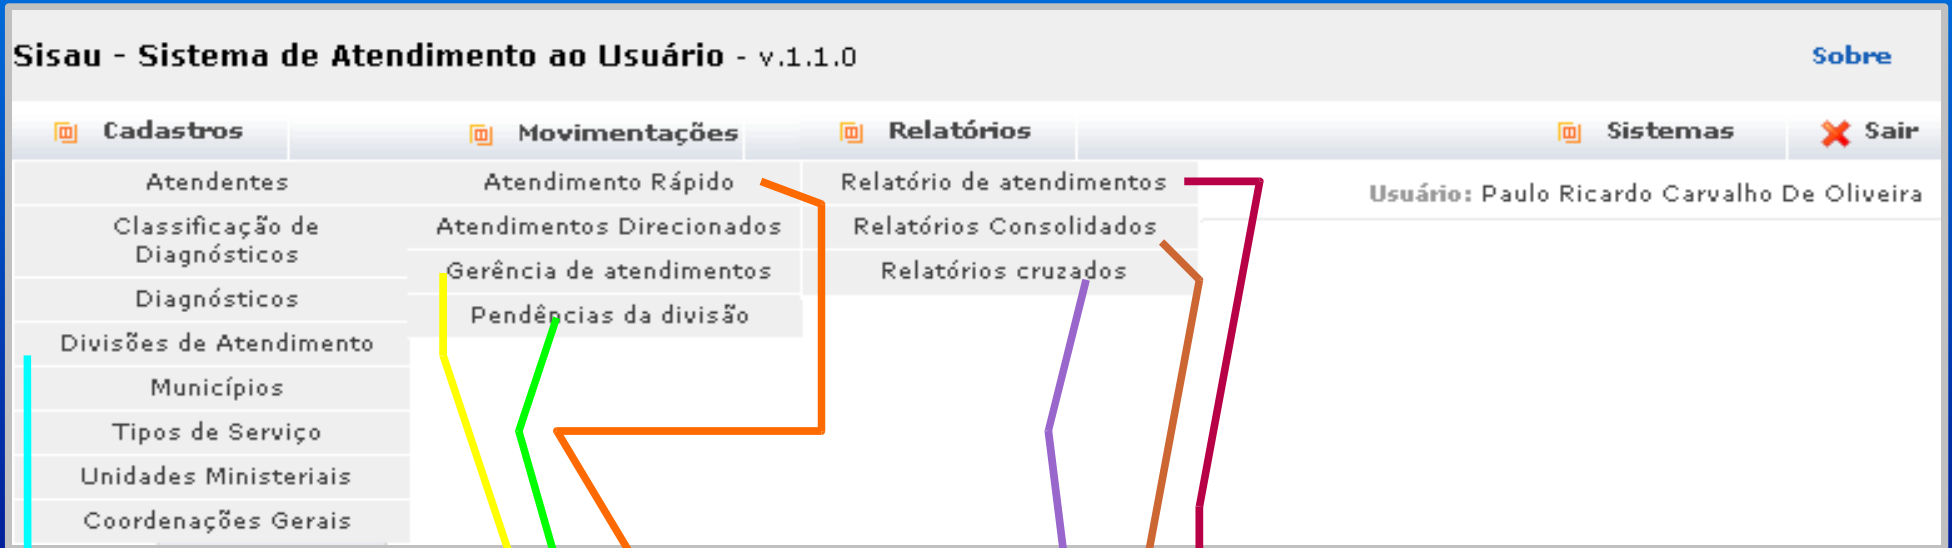 Sisau - Sistema de Atendimento ao Usuário - v.1.1.0
Sobre
Cadastros
Movimentações
Relatórios
Sistemas
Sair
Atendentes
Classificação de
Diagnósticos
Diagnósticos
Divisões de Atendimento
Municípios
Tipos de Serviço
Unidades Ministeriais
Coordenações Gerais
Atendimento Rápido
Atendimentos Direcionados
Gerência de atendimentos
Pendências da divisão
Relatório de atendimentos
Relatórios Consolidados
Relatórios cruzados
Usuário: Paulo Ricardo Carvalho De Oliveira